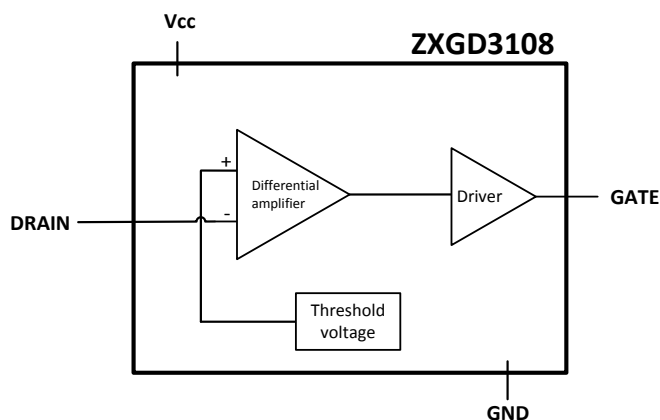 Vcc
ZXGD3108
+
Differential
amplifier
-
DRAIN
Driver
GATE
Threshold
voltage
GND